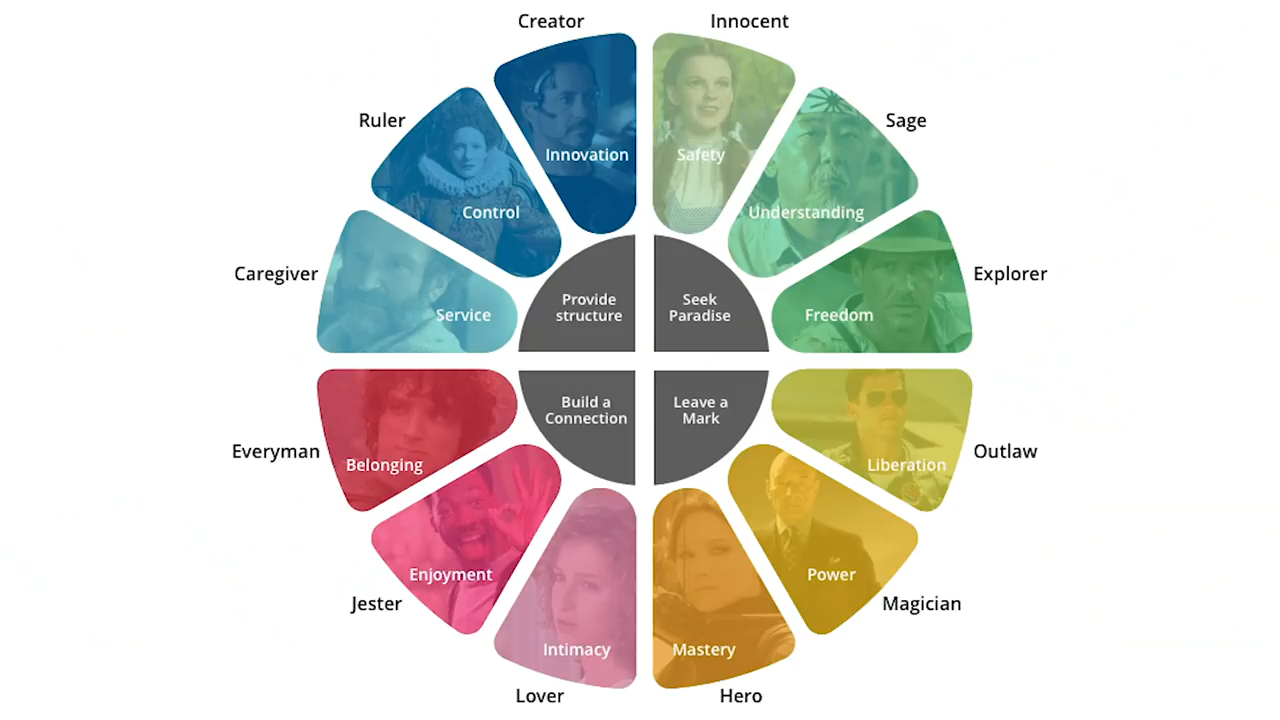 Creator
Innocent
Ruler
Sage
Innovation
Safety
Control
Understanding
Caregiver
Explorer
Service
Provide
structure
Seek
Paradise
Freedom
Build a
Connection
Leave a
Mark
Everyman
Outlaw
Belonging
Liberation
Enjoyment
Power
Jester
Magician
Intimacy
Mastery
Lover
Hero